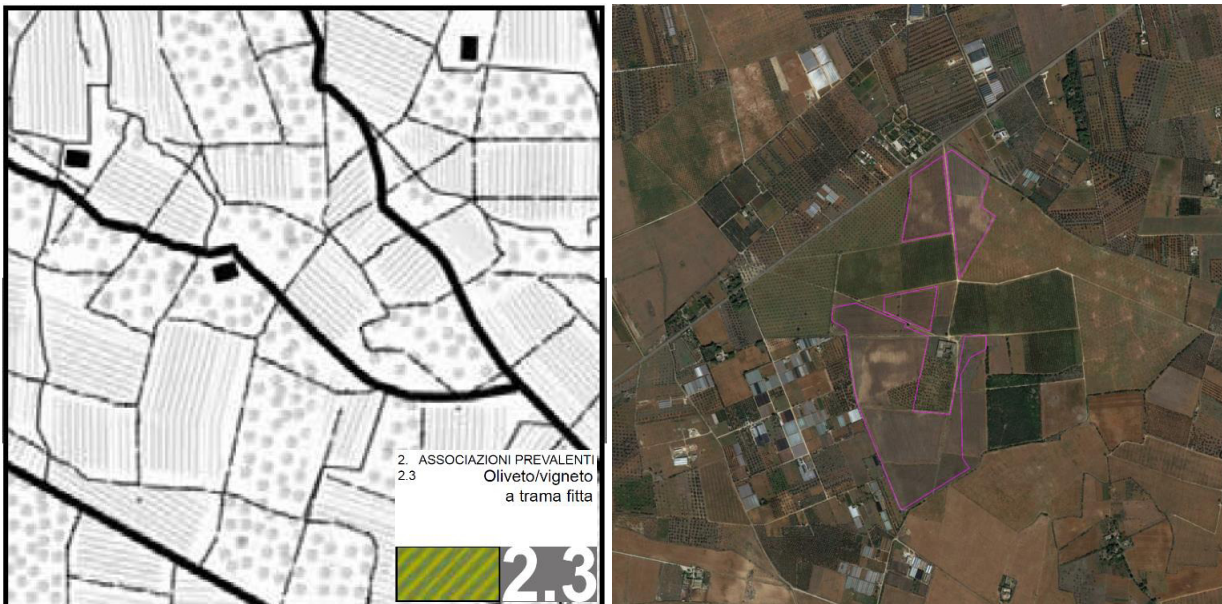 2. ASSOCIAZIONI PREVALENTI
2.3 Oliveto/vigneto
a trama fitta
2.3